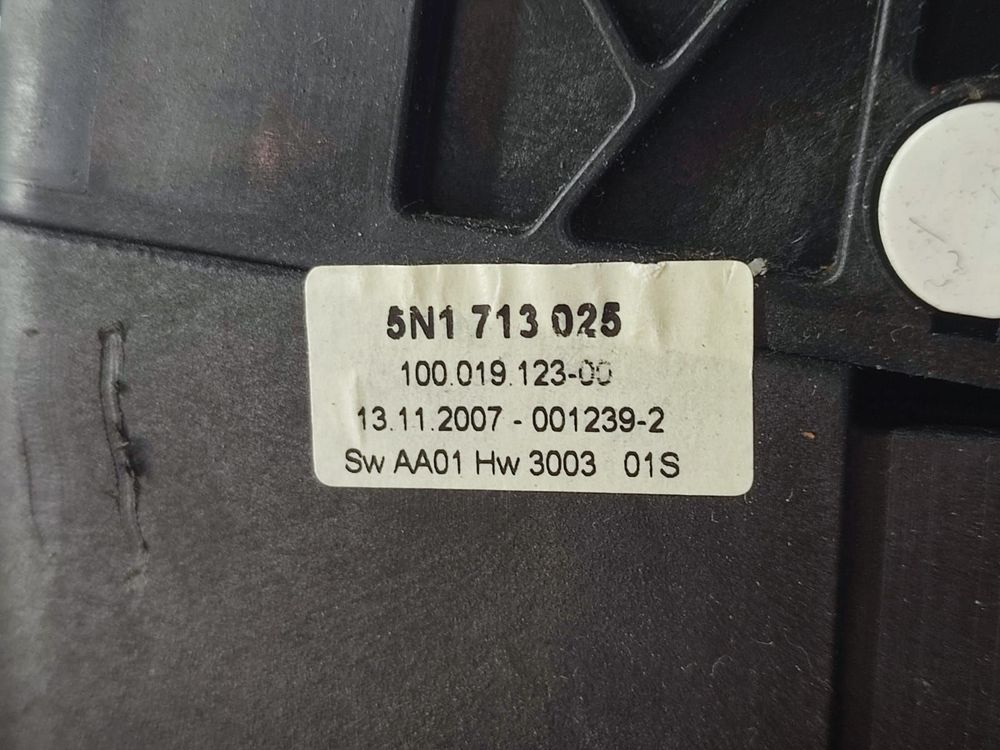 5N1 713 025
100.019.123-00
13.11.2007 - 001239-2
Sw AA01 Hw 3003 01S